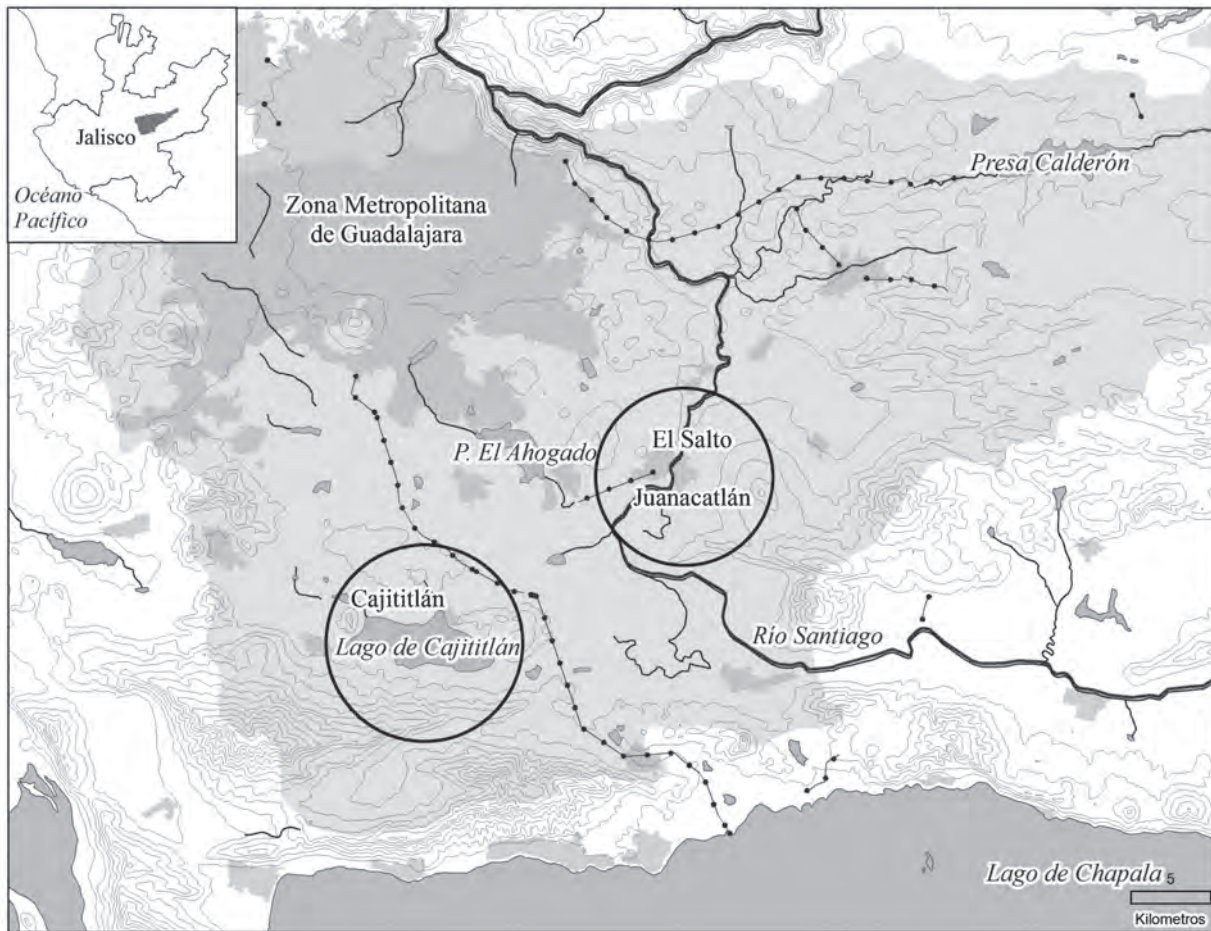 Jalisco
Océano
Pacífico
Presa Calderón
Zona Metropolitana
de Guadalajara
El Salto
P. El Ahogado
Juanacatlán
Cajititlán
Lago de Cajititlán
Río Santiago
Lago de Chapala
5
Kilometros